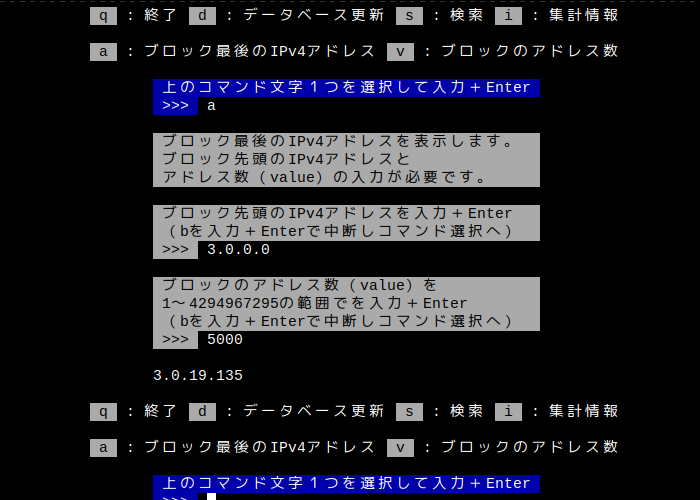 q : 終了 d : データベース更新 s : 検索 i : 集計情報
a : ブロック最後のIPv4アドレス v : ブロックのアドレス数
上のコマンド文字１つを選択して入力＋Enter
>>> a
ブロック最後のIPv4アドレスを表示します。
ブロック先頭のIPv4アドレスと
アドレス数（value）の入力が必要です。
ブロック先頭のIPv4アドレスを入力＋Enter
（bを入力＋Enterで中断しコマンド選択へ）
>>> 3.0.0.0
ブロックのアドレス数（value）を
1～4294967295の範囲でを入力＋Enter
（bを入力＋Enterで中断しコマンド選択へ）
>>> 5000
3.0.19.135
q : 終了 d : データベース更新 s : 検索 i : 集計情報
a : ブロック最後のIPv4アドレス v : ブロックのアドレス数
上のコマンド文字１つを選択して入力＋Enter
>>>